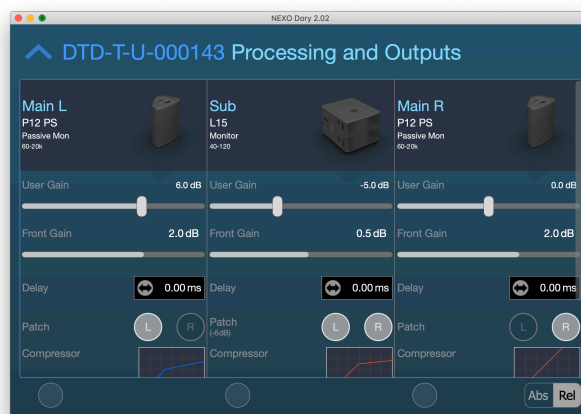 NEXO Dory 2.02
DTD-T-U-000143 Processing and Outputs
Main L
P12 PS
Passive Mon
60-20k
User Gain 6.0 dB
Front Gain 2.0 dB
Delay 0.00 ms
Patch L R
Compressor
Sub
L15
Monitor
40-120
User Gain -5.0 dB
Front Gain 0.5 dB
Delay 0.00 ms
Patch L R
(-6dB)
Compressor
Main R
P12 PS
Passive Mon
60-20k
User Gain 0.0 dB
Front Gain 2.0 dB
Delay 0.00 ms
Patch L R
Compressor
Abs Rel